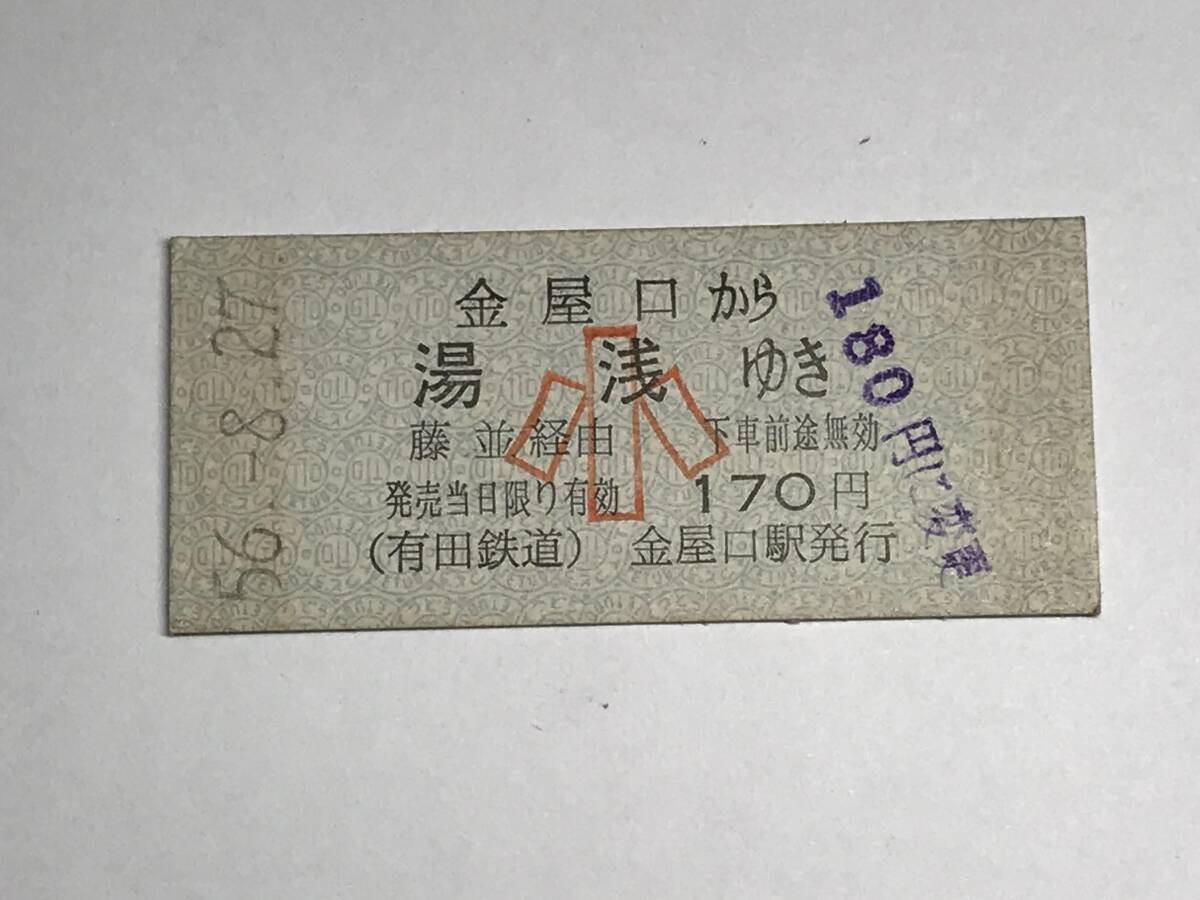 金屋口から
湯浅ゆき
小
藤並経由 下車前途無効
発売当日限り有効 170円
(有田鉄道) 金屋口駅発行
56.-8.27
180円に変更